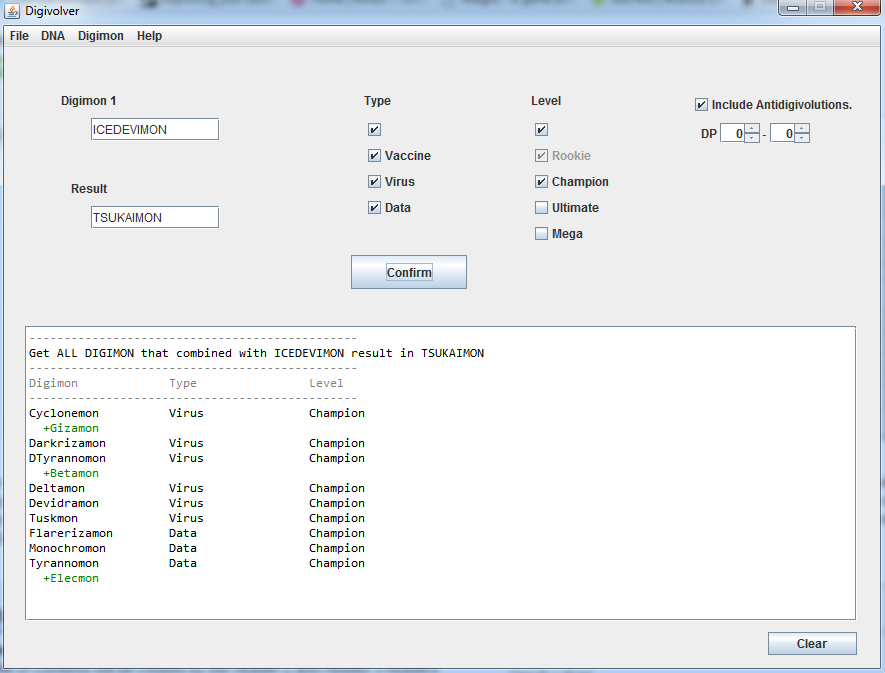 Digivolver
File DNA Digimon Help
Digimon 1
ICEDEVIMON
Result
TSUKAIMON
Type
Vaccine
Virus
Data
Level
Rookie
Champion
Ultimate
Mega
Include Antidigivolutions.
DP 0 - 0
Confirm
------------------------------------------------
Get ALL DIGIMON that combined with ICEDEVIMON result in TSUKAIMON
------------------------------------------------
Digimon Type Level
------------------------------------------------
Cyclonemon Virus Champion
+Gizamon
Darkrizamon Virus Champion
DTyrannomon Virus Champion
+Betamon
Deltamon Virus Champion
Devidramon Virus Champion
Tuskmon Virus Champion
Flarerizamon Data Champion
Monochromon Data Champion
Tyrannomon Data Champion
+Elecmon
Clear